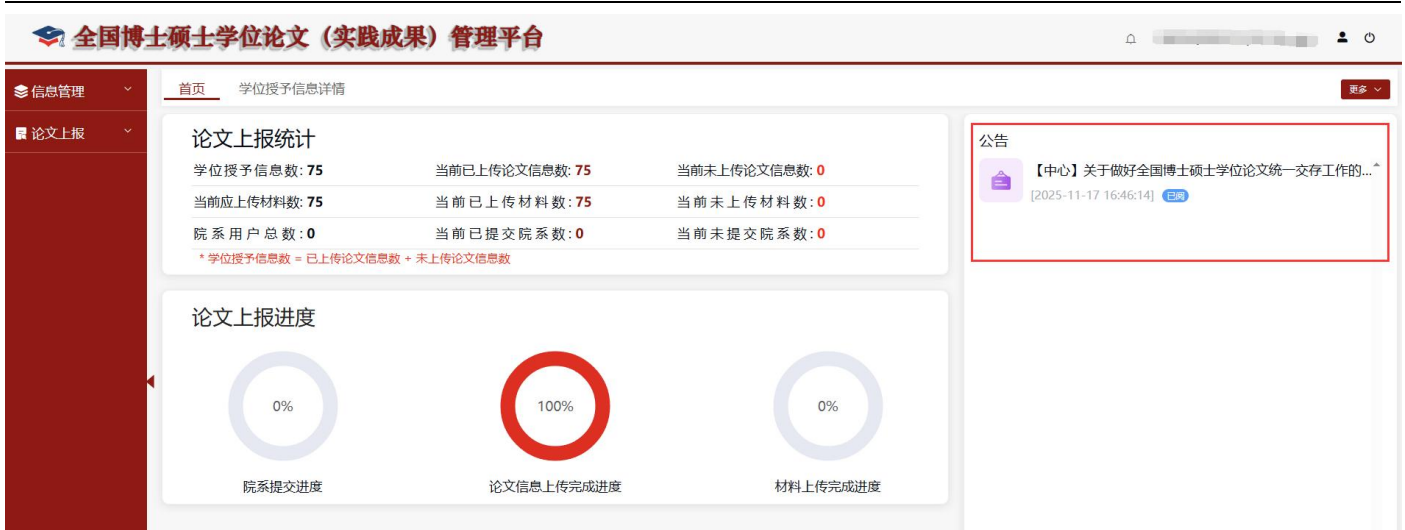 全国博士硕士学位论文（实践成果）管理平台
信息管理
论文上报
首页 学位授予信息详情
更多
论文上报统计
学位授予信息数: 75 当前已上传论文信息数: 75 当前未上传论文信息数: 0
当前应上传材料数: 75 当前已上传材料数: 75 当前未上传材料数: 0
院系用户总数: 0 当前已提交院系数: 0 当前未提交院系数: 0
* 学位授予信息数 = 已上传论文信息数 + 未上传论文信息数
公告
【中心】关于做好全国博士硕士学位论文统一交存工作的...
[2025-11-17 16:46:14] 已阅
论文上报进度
0% 100% 0%
院系提交进度 论文信息上传完成进度 材料上传完成进度